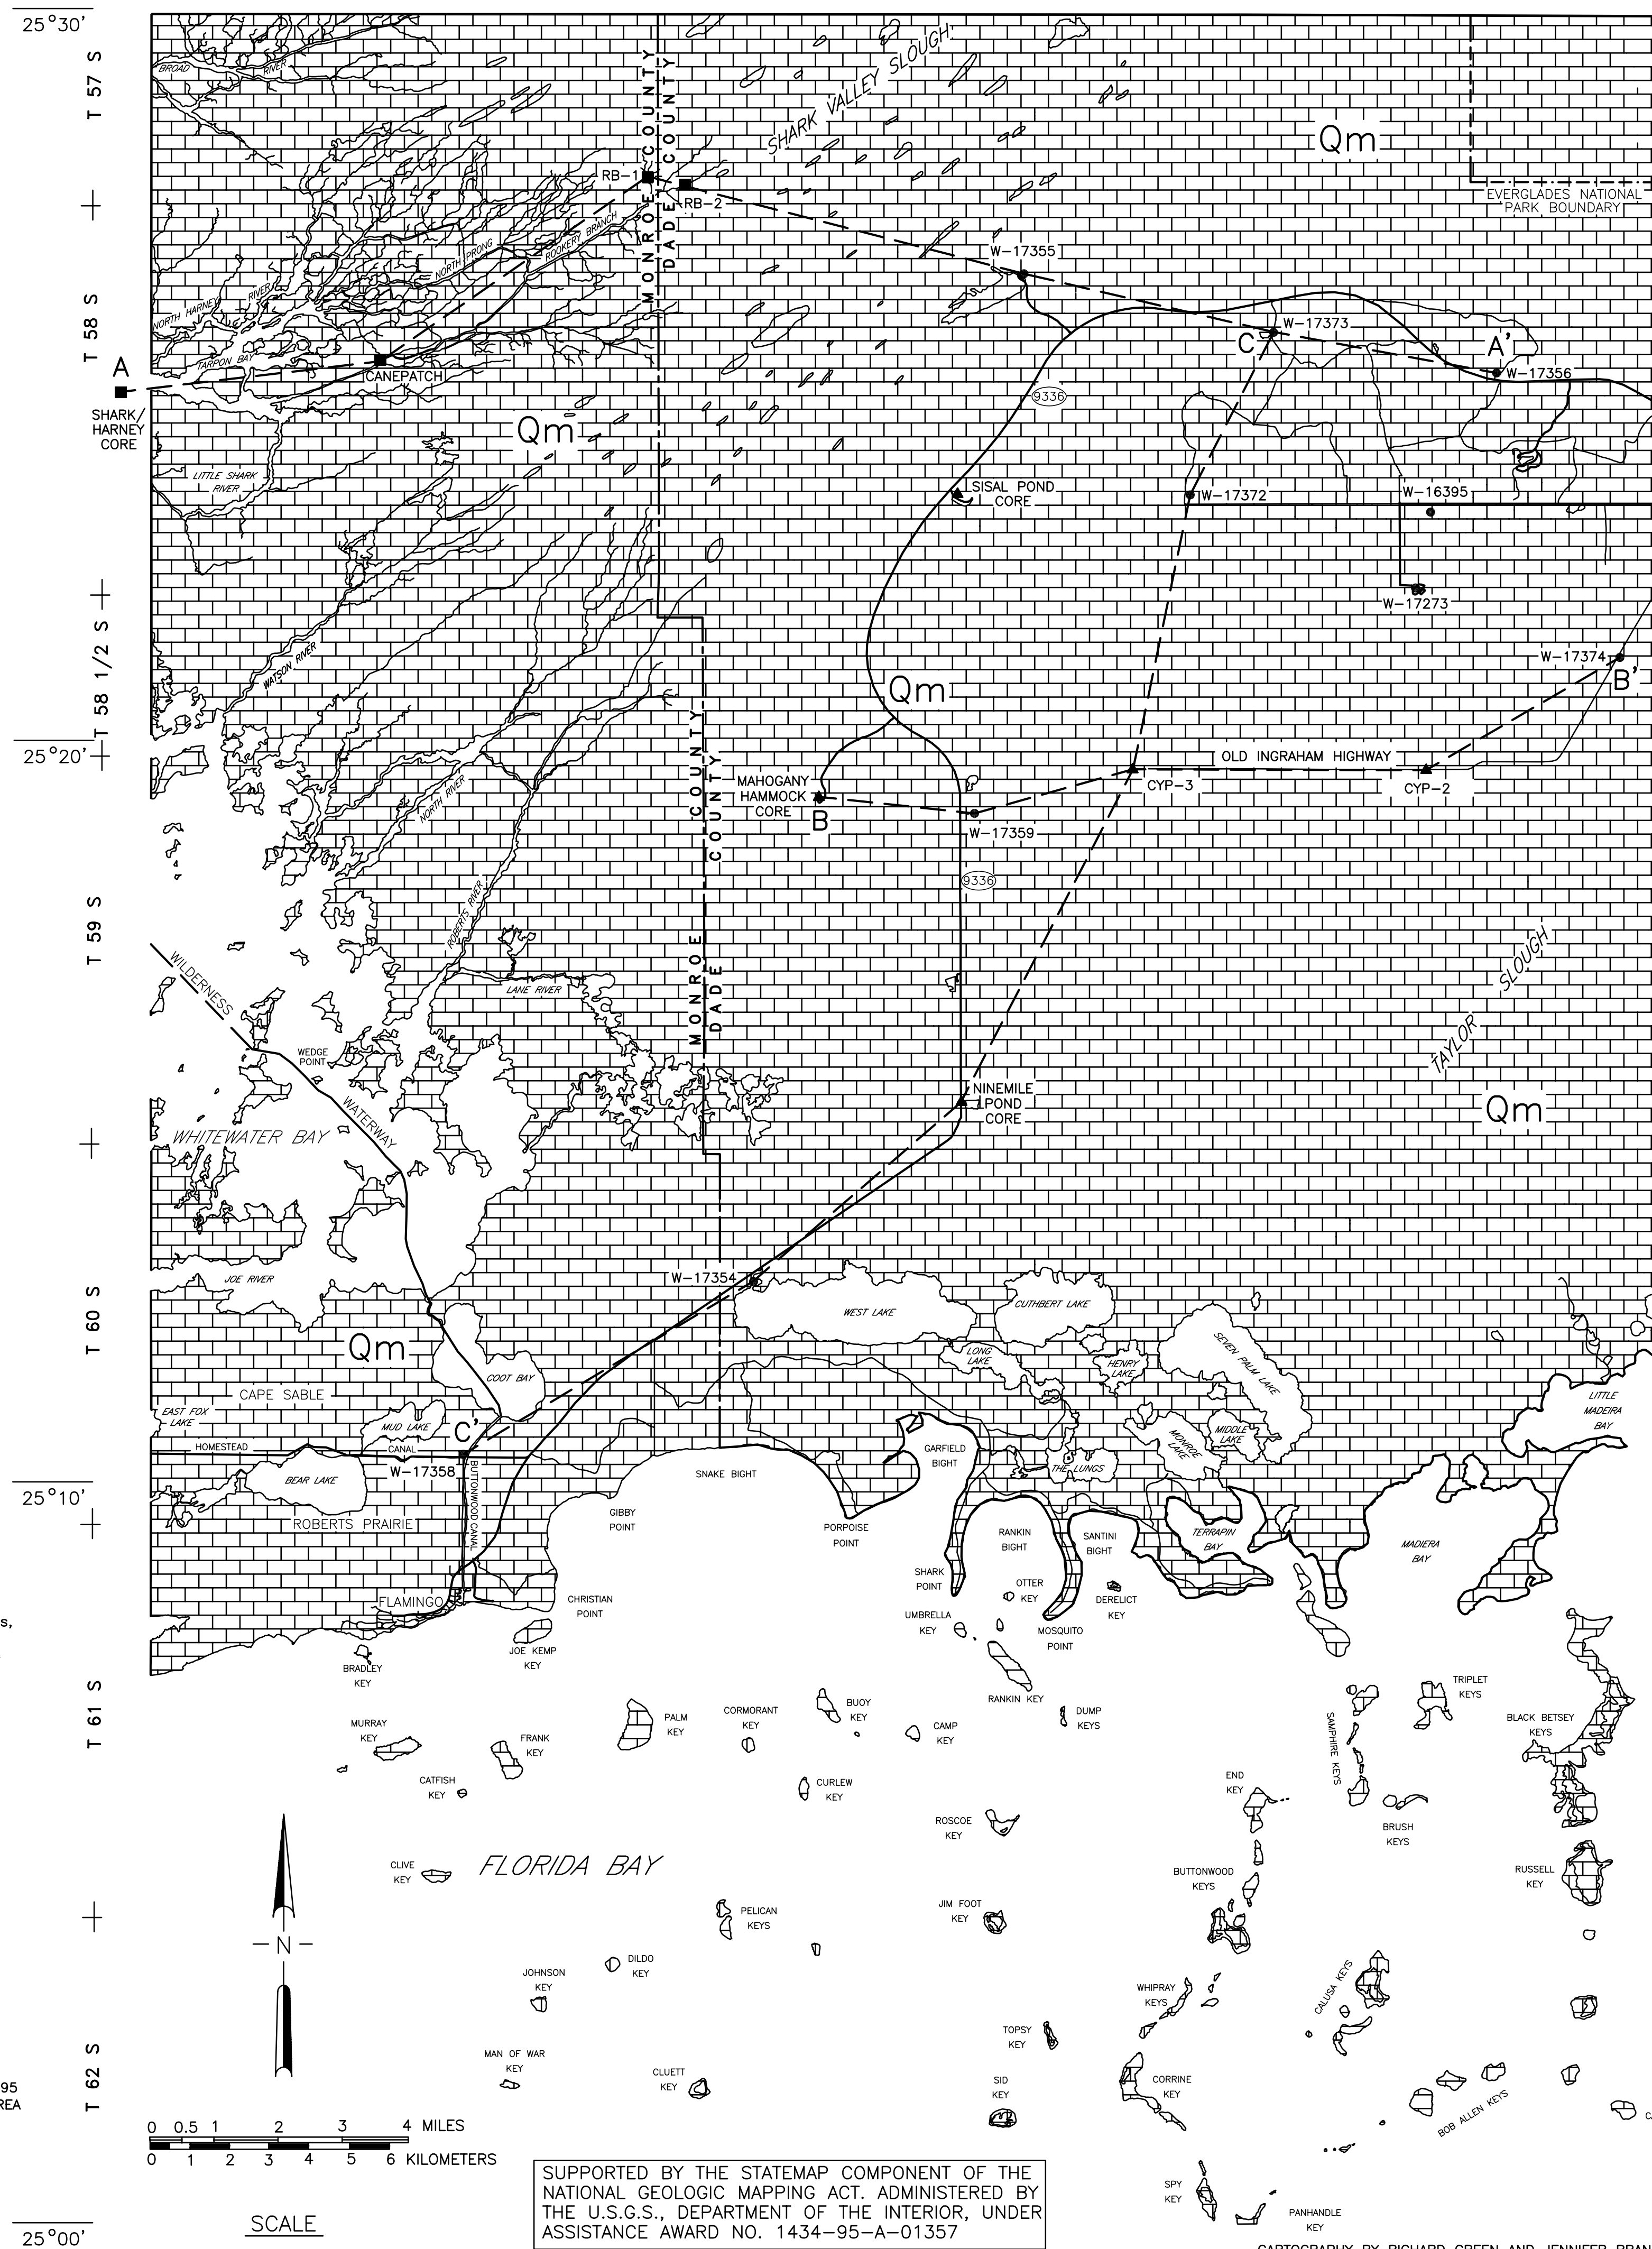 25°30'
T 57 S
BROAD
RIVER
MONROE COUNTY
DADE COUNTY
SHARK VALLEY SLOUGH
Qm
EVERGLADES NATIONAL
PARK BOUNDARY
RB-1
RB-2
NORTH PRONG
ROOKERY BRANCH
W-17355
T 58 S
NORTH HARNEY
RIVER
TARPON BAY
A
SHARK/
HARNEY
CORE
CANEPATCH
W-17373
C
A'
W-17356
9336
Qm
LITTLE SHARK
RIVER
SISAL POND
CORE
W-17372
W-16395
W-17273
T 58 1/2 S
WATSON RIVER
W-17374
B'
Qm
25°20'
OLD INGRAHAM HIGHWAY
MONROE COUNTY
DADE COUNTY
MAHOGANY
HAMMOCK
CORE
B
CYP-3
CYP-2
NORTH RIVER
W-17359
9336
T 59 S
ROBERTS RIVER
WILDERNESS
WATERWAY
LANE RIVER
TAYLOR
SLOUGH
WEDGE
POINT
NINEMILE
POND
CORE
Qm
WHITEWATER BAY
JOE RIVER
W-17354
T 60 S
WEST LAKE
CUTHBERT LAKE
LONG
LAKE
HENRY
LAKE
SEVEN PALM LAKE
Qm
COOT BAY
CAPE SABLE
EAST FOX
LAKE
MUD LAKE
C'
LITTLE
MADEIRA
BAY
MIDDLE
LAKE
MONROE
LAKE
HOMESTEAD
CANAL
W-17358
GARFIELD
BIGHT
THE LUNGS
BEAR LAKE
BUTTONWOOD CANAL
SNAKE BIGHT
25°10'
ROBERTS PRAIRIE
GIBBY
POINT
PORPOISE
POINT
RANKIN
BIGHT
SANTINI
BIGHT
TERRAPIN
BAY
MADIERA
BAY
SHARK
POINT
OTTER
KEY
DERELICT
KEY
FLAMINGO
CHRISTIAN
POINT
UMBRELLA
KEY
MOSQUITO
POINT
s,
JOE KEMP
KEY
BRADLEY
KEY
T 61 S
RANKIN KEY
TRIPLET
KEYS
MURRAY
KEY
FRANK
KEY
PALM
KEY
CORMORANT
KEY
BUOY
KEY
CAMP
KEY
DUMP
KEYS
SAMPHIRE KEYS
BLACK BETSEY
KEYS
CATFISH
KEY
CURLEW
KEY
END
KEY
ROSCOE
KEY
BRUSH
KEYS
CLIVE
KEY
FLORIDA BAY
BUTTONWOOD
KEYS
RUSSELL
KEY
PELICAN
KEYS
JIM FOOT
KEY
N
DILDO
KEY
JOHNSON
KEY
WHIPRAY
KEYS
CALUSA KEYS
TOPSY
KEY
T 62 S
MAN OF WAR
KEY
CLUETT
KEY
SID
KEY
CORRINE
KEY
BOB ALLEN KEYS
95
REA
0 0.5 1 2 3 4 MILES
0 1 2 3 4 5 6 KILOMETERS
SCALE
SUPPORTED BY THE STATEMAP COMPONENT OF THE
NATIONAL GEOLOGIC MAPPING ACT. ADMINISTERED BY
THE U.S.G.S., DEPARTMENT OF THE INTERIOR, UNDER
ASSISTANCE AWARD NO. 1434-95-A-01357
SPY
KEY
PANHANDLE
KEY
25°00'